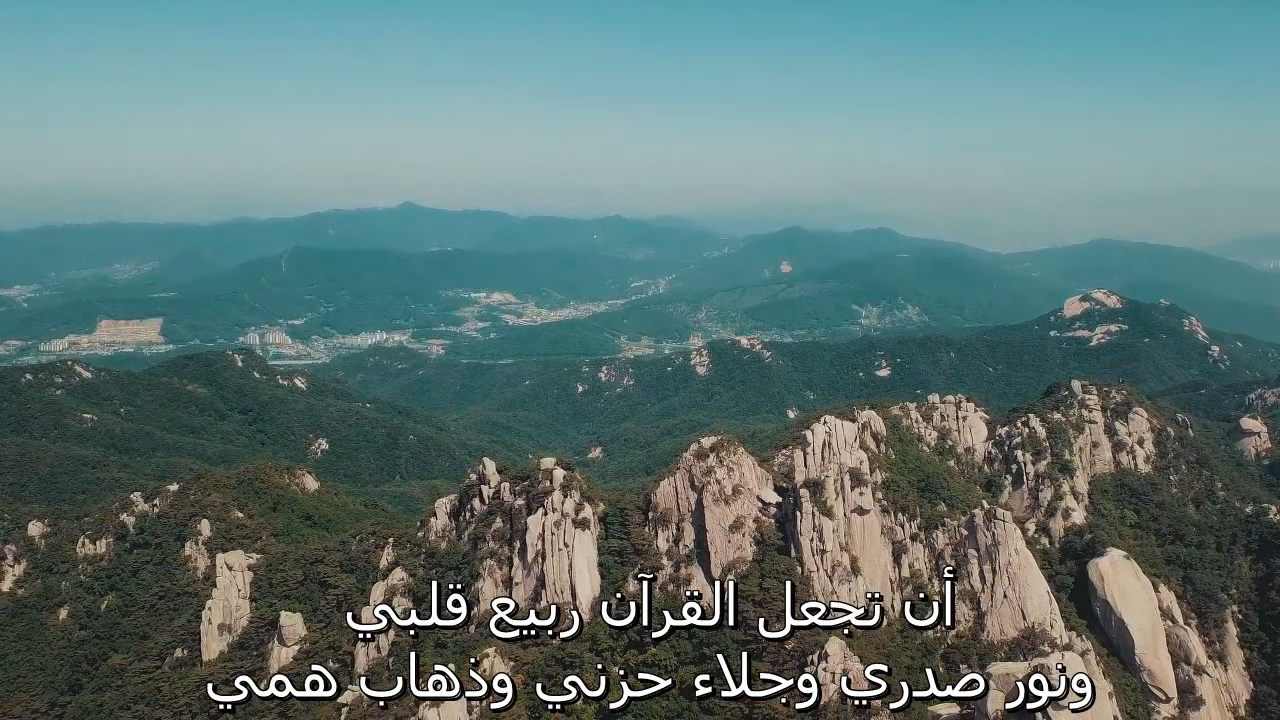 أن تجعل القرآن ربيع قلبي
ونور صدري وجلاء حزني وذهاب همي